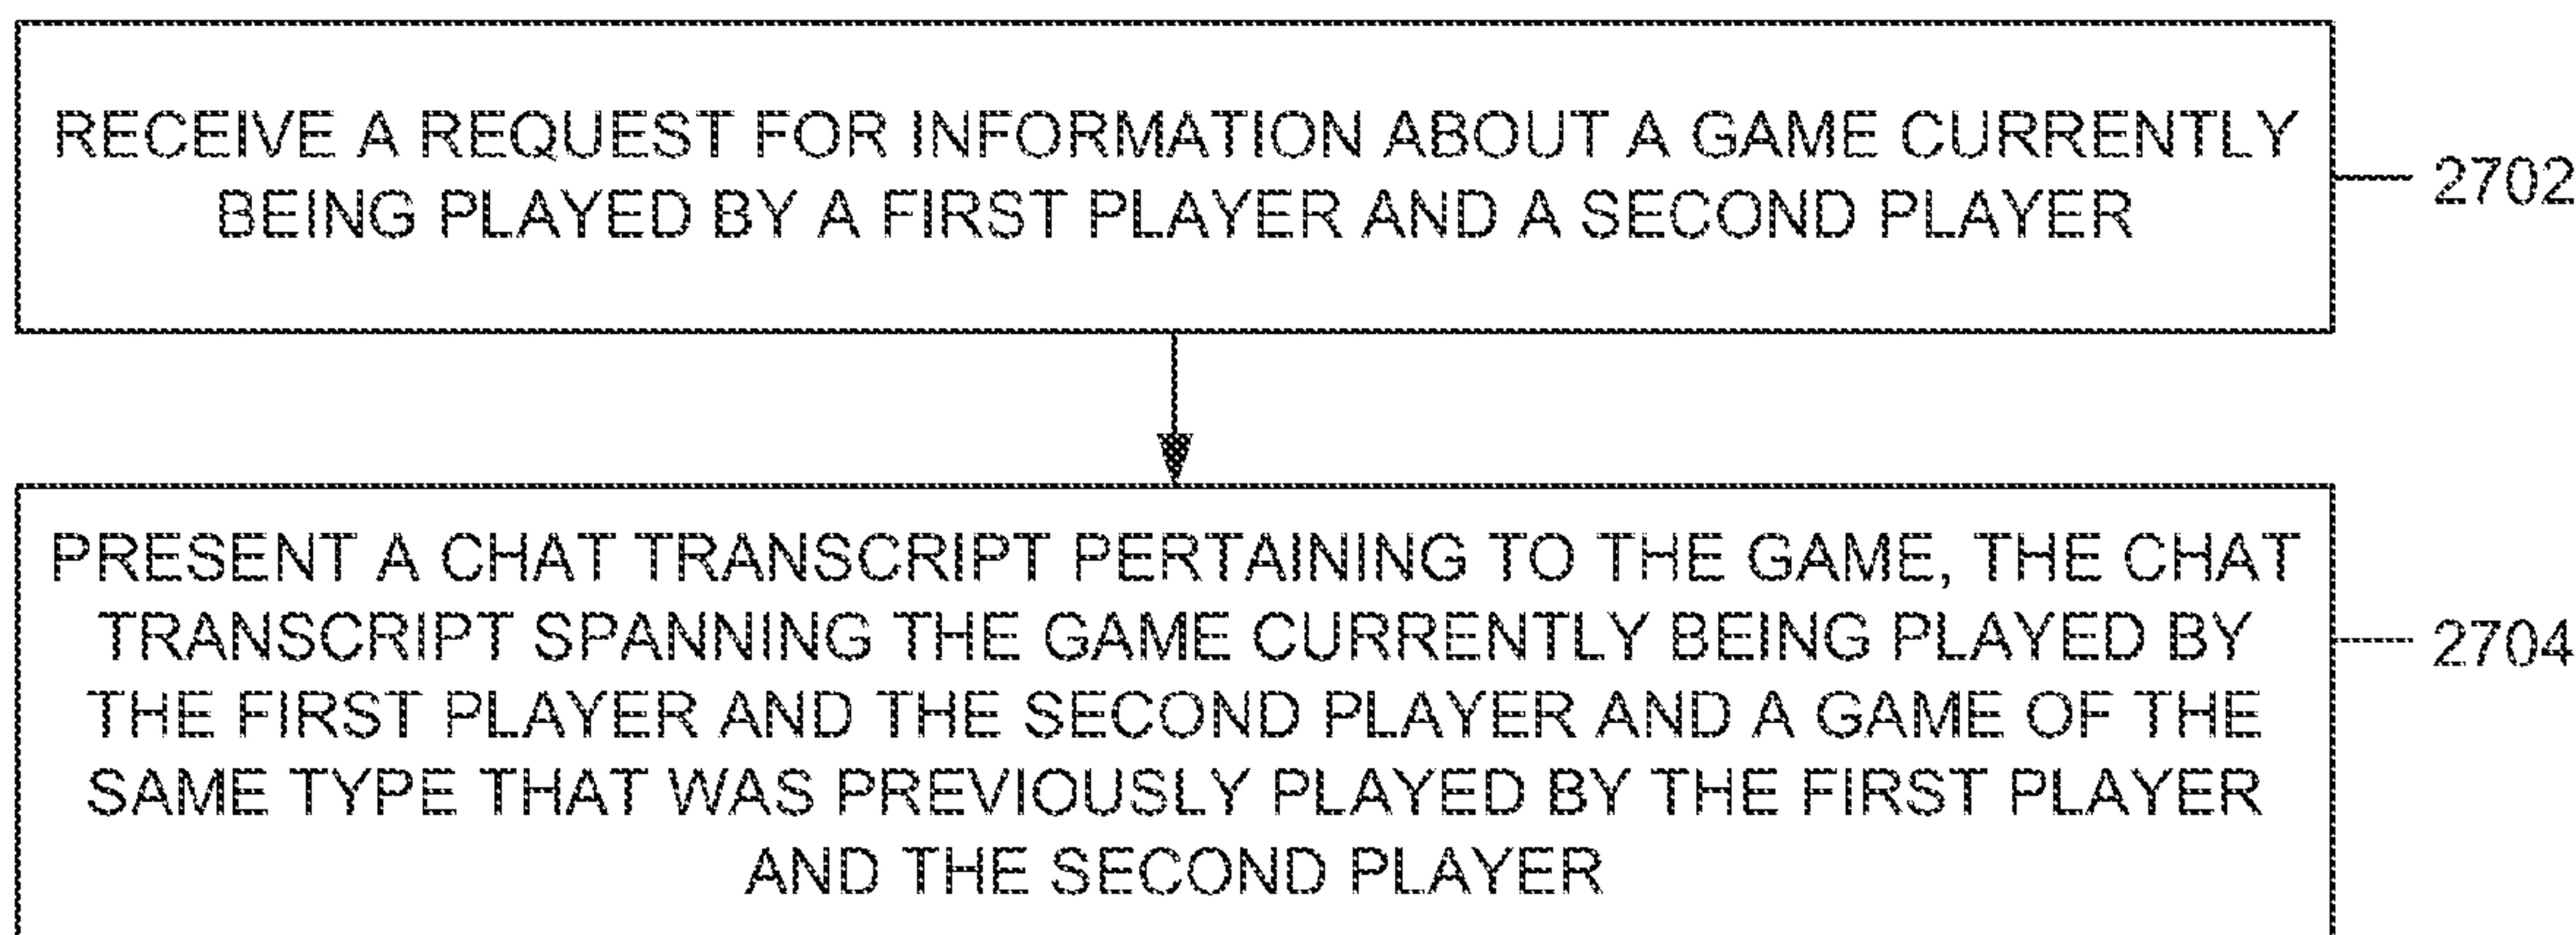 RECEIVE A REQUEST FOR INFORMATION ABOUT A GAME CURRENTLY
BEING PLAYED BY A FIRST PLAYER AND A SECOND PLAYER
2702
PRESENT A CHAT TRANSCRIPT PERTAINING TO THE GAME, THE CHAT
TRANSCRIPT SPANNING THE GAME CURRENTLY BEING PLAYED BY
THE FIRST PLAYER AND THE SECOND PLAYER AND A GAME OF THE
SAME TYPE THAT WAS PREVIOUSLY PLAYED BY THE FIRST PLAYER
AND THE SECOND PLAYER
2704